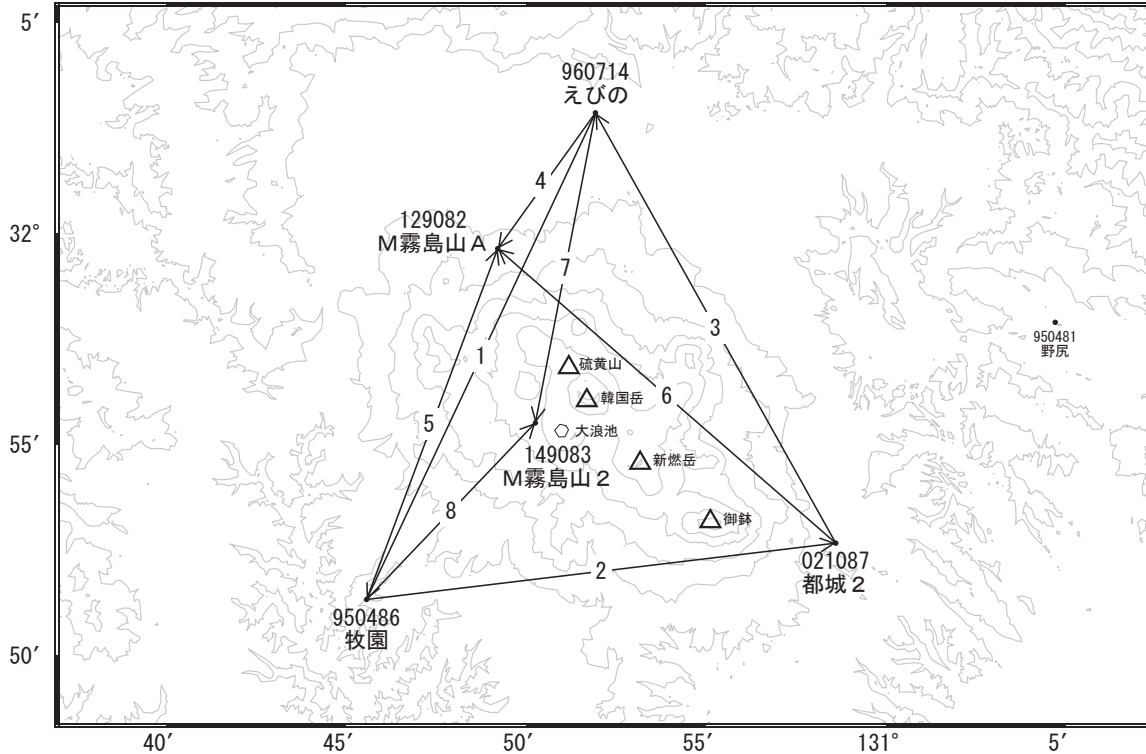 5′
960714
えびの
4
129082
M霧島山A
32°
7
3
950481
野尻
1
硫黄山
韓国岳
6
5
大浪池
55′
149083
M霧島山2
新燃岳
8
御鉢
2
021087
都城2
950486
牧園
50′
40′
45′
50′
55′
131°
5′